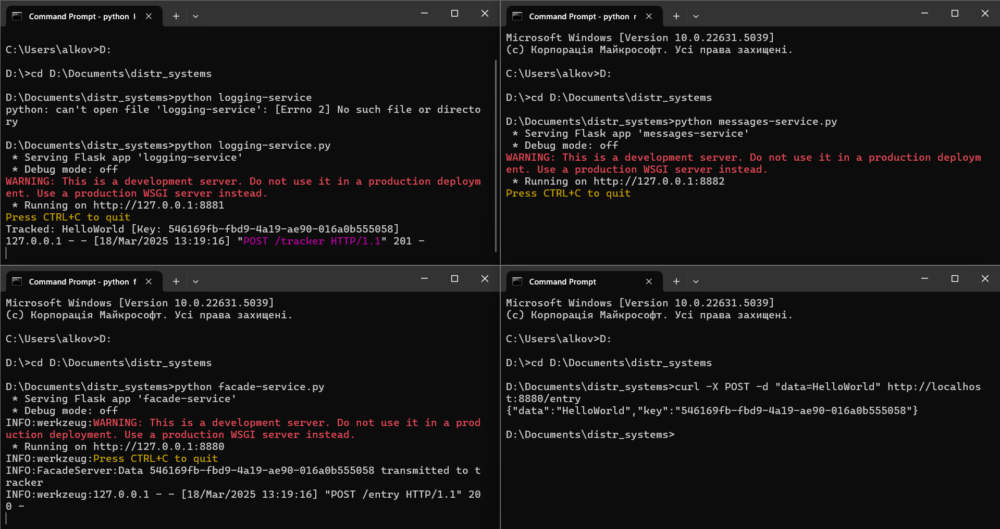 Command Prompt - python l
C:\Users\alkov>D:
D:\>cd D:\Documents\distr_systems
D:\Documents\distr_systems>python logging-service
python: can't open file 'logging-service': [Errno 2] No such file or directo
ry
D:\Documents\distr_systems>python logging-service.py
 * Serving Flask app 'logging-service'
 * Debug mode: off
WARNING: This is a development server. Do not use it in a production deploym
ent. Use a production WSGI server instead.
 * Running on http://127.0.0.1:8881
Press CTRL+C to quit
Tracked: HelloWorld [Key: 546169fb-fbd9-4a19-ae90-016a0b555058]
127.0.0.1 - - [18/Mar/2025 13:19:16] "POST /tracker HTTP/1.1" 201 -
Command Prompt - python r
Microsoft Windows [Version 10.0.22631.5039]
(c) Корпорація Майкрософт. Усі права захищені.
C:\Users\alkov>D:
D:\>cd D:\Documents\distr_systems
D:\Documents\distr_systems>python messages-service.py
 * Serving Flask app 'messages-service'
 * Debug mode: off
WARNING: This is a development server. Do not use it in a production deploym
ent. Use a production WSGI server instead.
 * Running on http://127.0.0.1:8882
Press CTRL+C to quit
Command Prompt - python f
Microsoft Windows [Version 10.0.22631.5039]
(c) Корпорація Майкрософт. Усі права захищені.
C:\Users\alkov>D:
D:\>cd D:\Documents\distr_systems
D:\Documents\distr_systems>python facade-service.py
 * Serving Flask app 'facade-service'
 * Debug mode: off
INFO:werkzeug:WARNING: This is a development server. Do not use it in a prod
uction deployment. Use a production WSGI server instead.
 * Running on http://127.0.0.1:8880
INFO:werkzeug:Press CTRL+C to quit
INFO:FacadeServer:Data 546169fb-fbd9-4a19-ae90-016a0b555058 transmitted to t
racker
INFO:werkzeug:127.0.0.1 - - [18/Mar/2025 13:19:16] "POST /entry HTTP/1.1" 20
0 -
Command Prompt
Microsoft Windows [Version 10.0.22631.5039]
(c) Корпорація Майкрософт. Усі права захищені.
C:\Users\alkov>D:
D:\>cd D:\Documents\distr_systems
D:\Documents\distr_systems>curl -X POST -d "data=HelloWorld" http://localhos
t:8880/entry
{"data":"HelloWorld","key":"546169fb-fbd9-4a19-ae90-016a0b555058"}
D:\Documents\distr_systems>